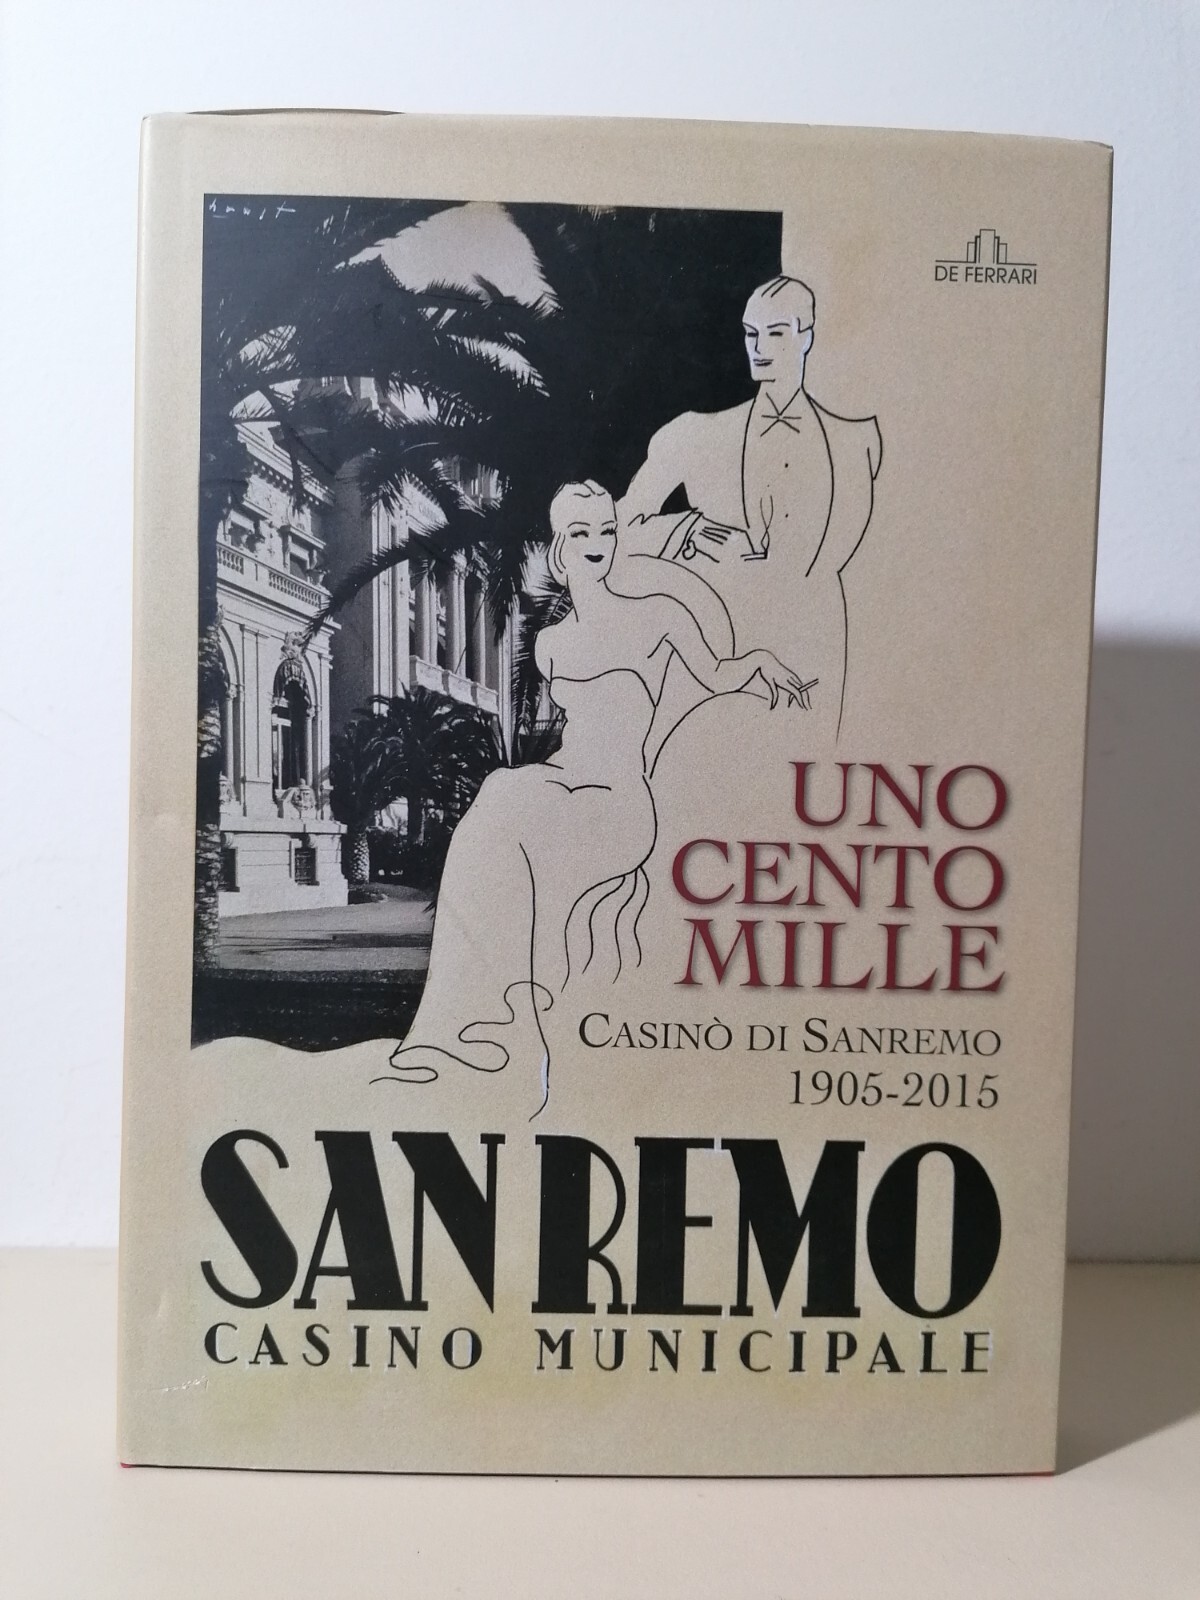 DE FERRARI
UNO
CENTO
MILLE
CASINÒ DI SANREMO
1905-2015
SAN REMO
CASINO MUNICIPALE